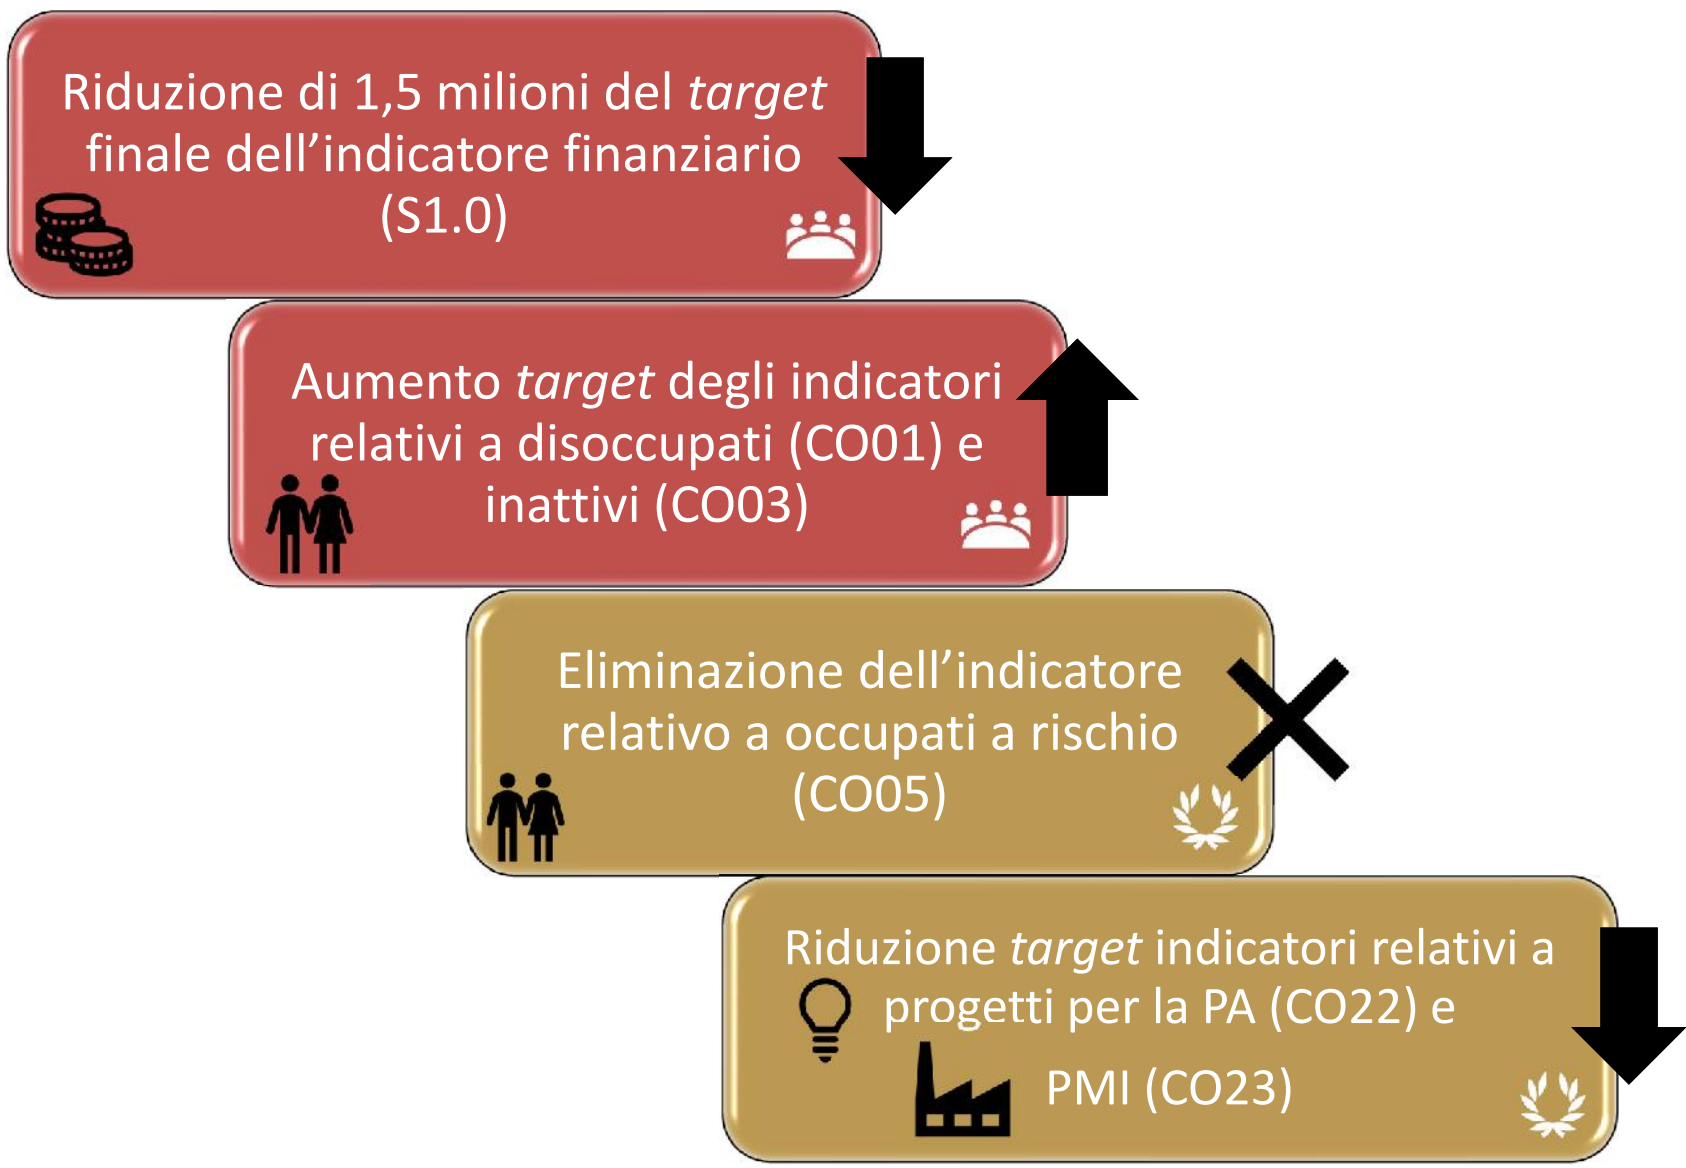 Riduzione di 1,5 milioni del target
finale dell’indicatore finanziario
(S1.0)
Aumento target degli indicatori
relativi a disoccupati (CO01) e
inattivi (CO03)
Eliminazione dell’indicatore
relativo a occupati a rischio
(CO05)
Riduzione target indicatori relativi a
progetti per la PA (CO22) e
PMI (CO23)